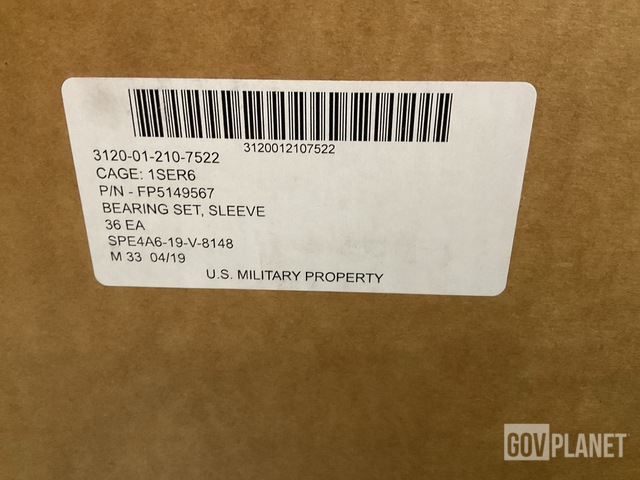 3120012107522
3120-01-210-7522
CAGE: 1SER6
P/N - FP5149567
BEARING SET, SLEEVE
36 EA
SPE4A6-19-V-8148
M 33 04/19
U.S. MILITARY PROPERTY
GOVPLANET